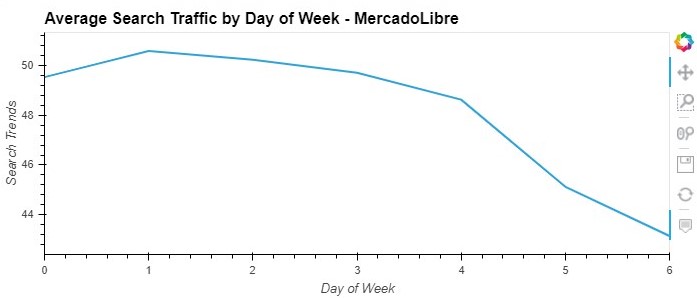 Average Search Traffic by Day of Week - MercadoLibre
Search Trends
50
48
46
44
0 1 2 3 4 5 6
Day of Week